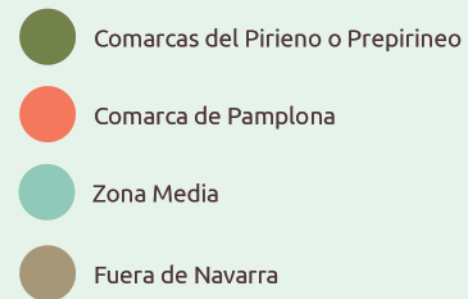 Comarcas del Pirieno o Prepirineo
Comarca de Pamplona
Zona Media
Fuera de Navarra